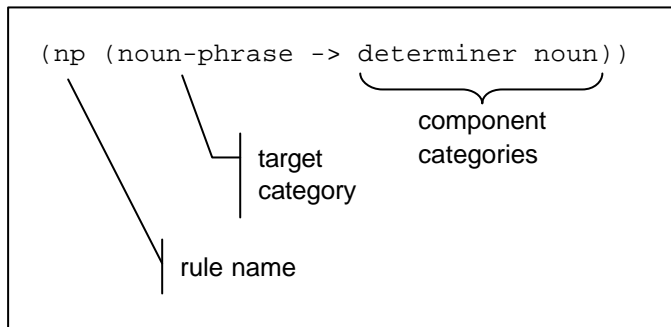 (np (noun-phrase -> determiner noun))
component
categories
target
category
rule name